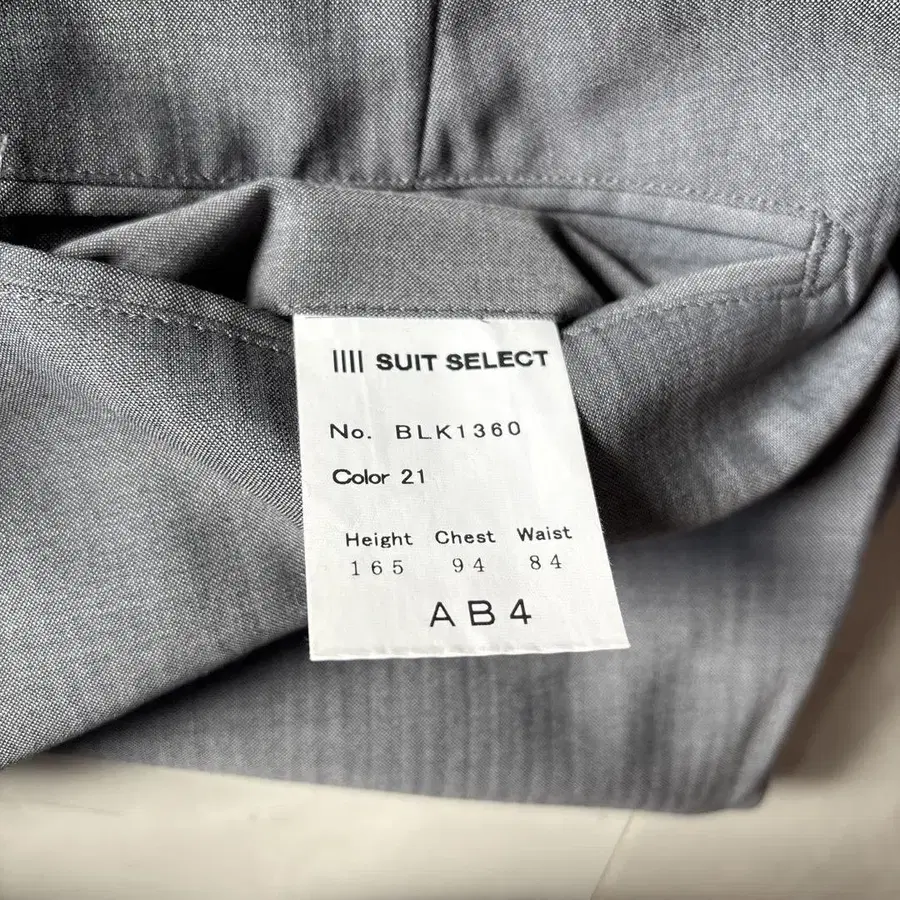 SUIT SELECT
No. BLK1360
Color 21
Height Chest Waist
165 94 84
AB4